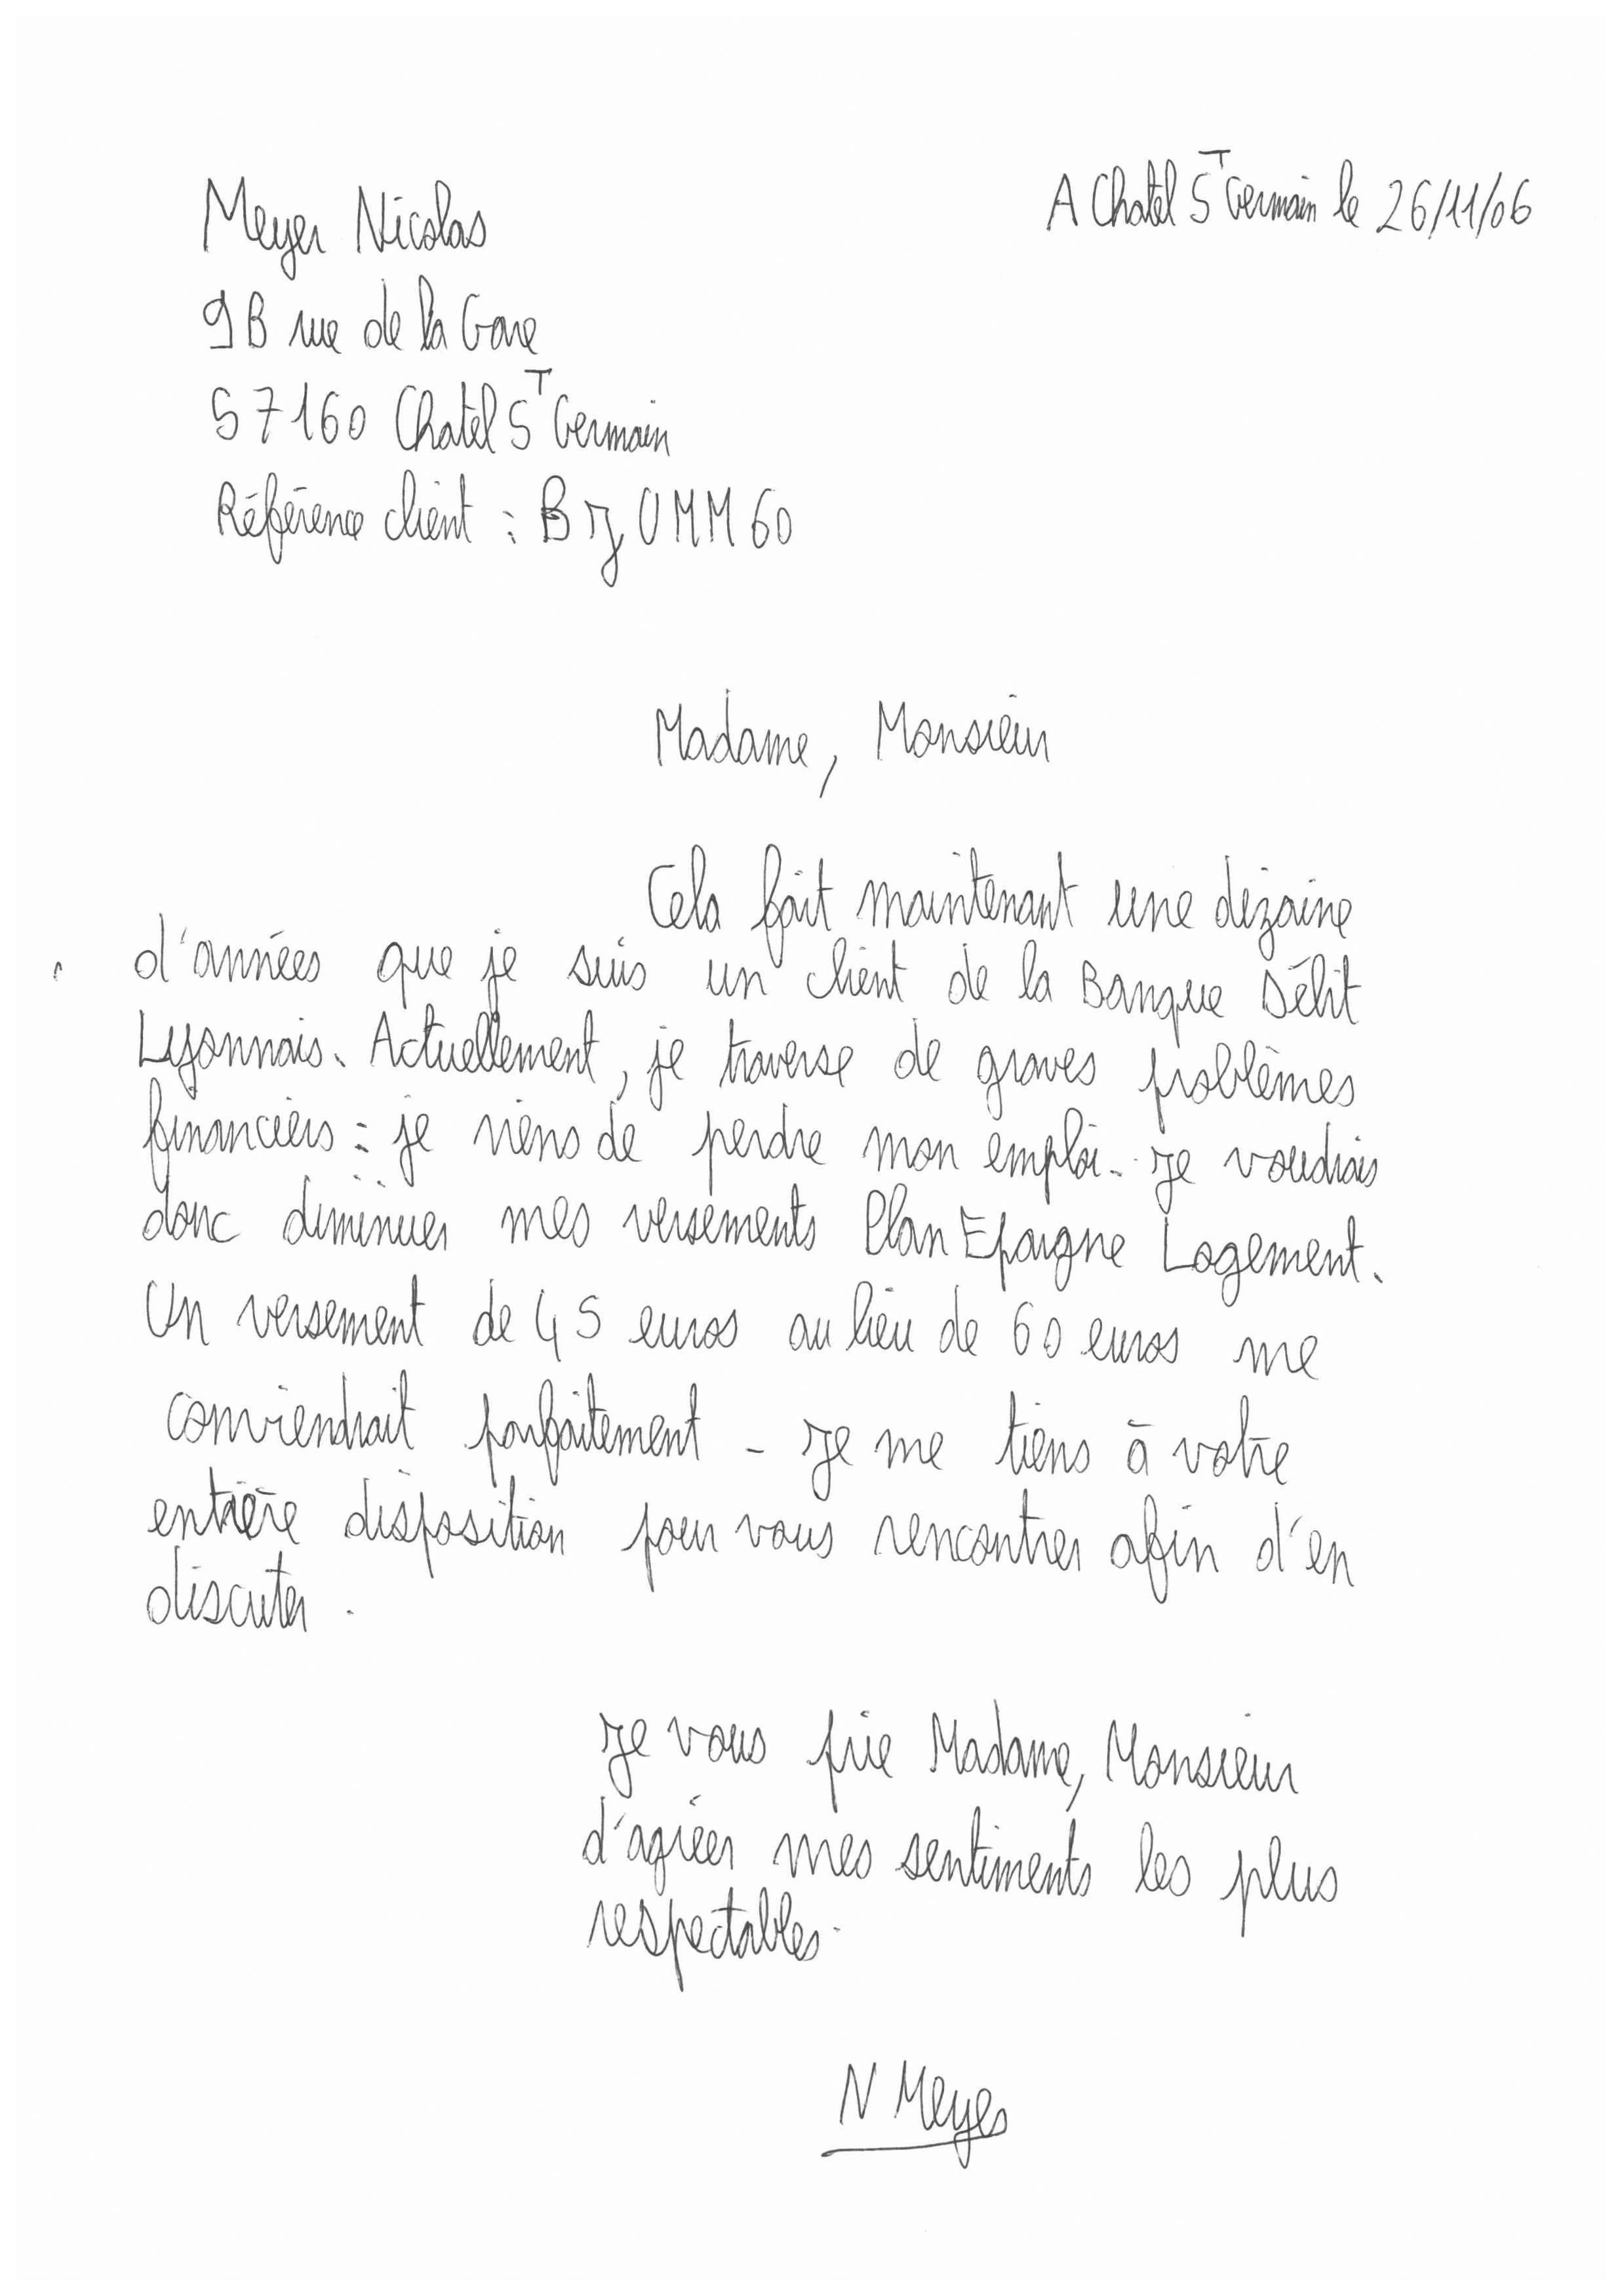 Meyer Nicolas
A Chatel S^T Germain le 26/11/06
9B rue de la Gare
57160 Chatel S^T Germain
Référence client : BJUMM60
Madame, Monsieur
Cela fait maintenant une dizaine
d'années que je suis un client de la Banque Délit
Lyonnais. Actuellement, je traverse de graves problèmes
financiers : je viens de perdre mon emploi. Je voudrais
donc diminuer mes versements Plan Epargne Logement.
Un versement de 45 euros au lieu de 60 euros me
conviendrait parfaitement - Je me tiens à votre
entière disposition pour vous rencontrer afin d'en
discuter.
Je vous prie Madame, Monsieur
d'agréer mes sentiments les plus
respectables.
N Meyer